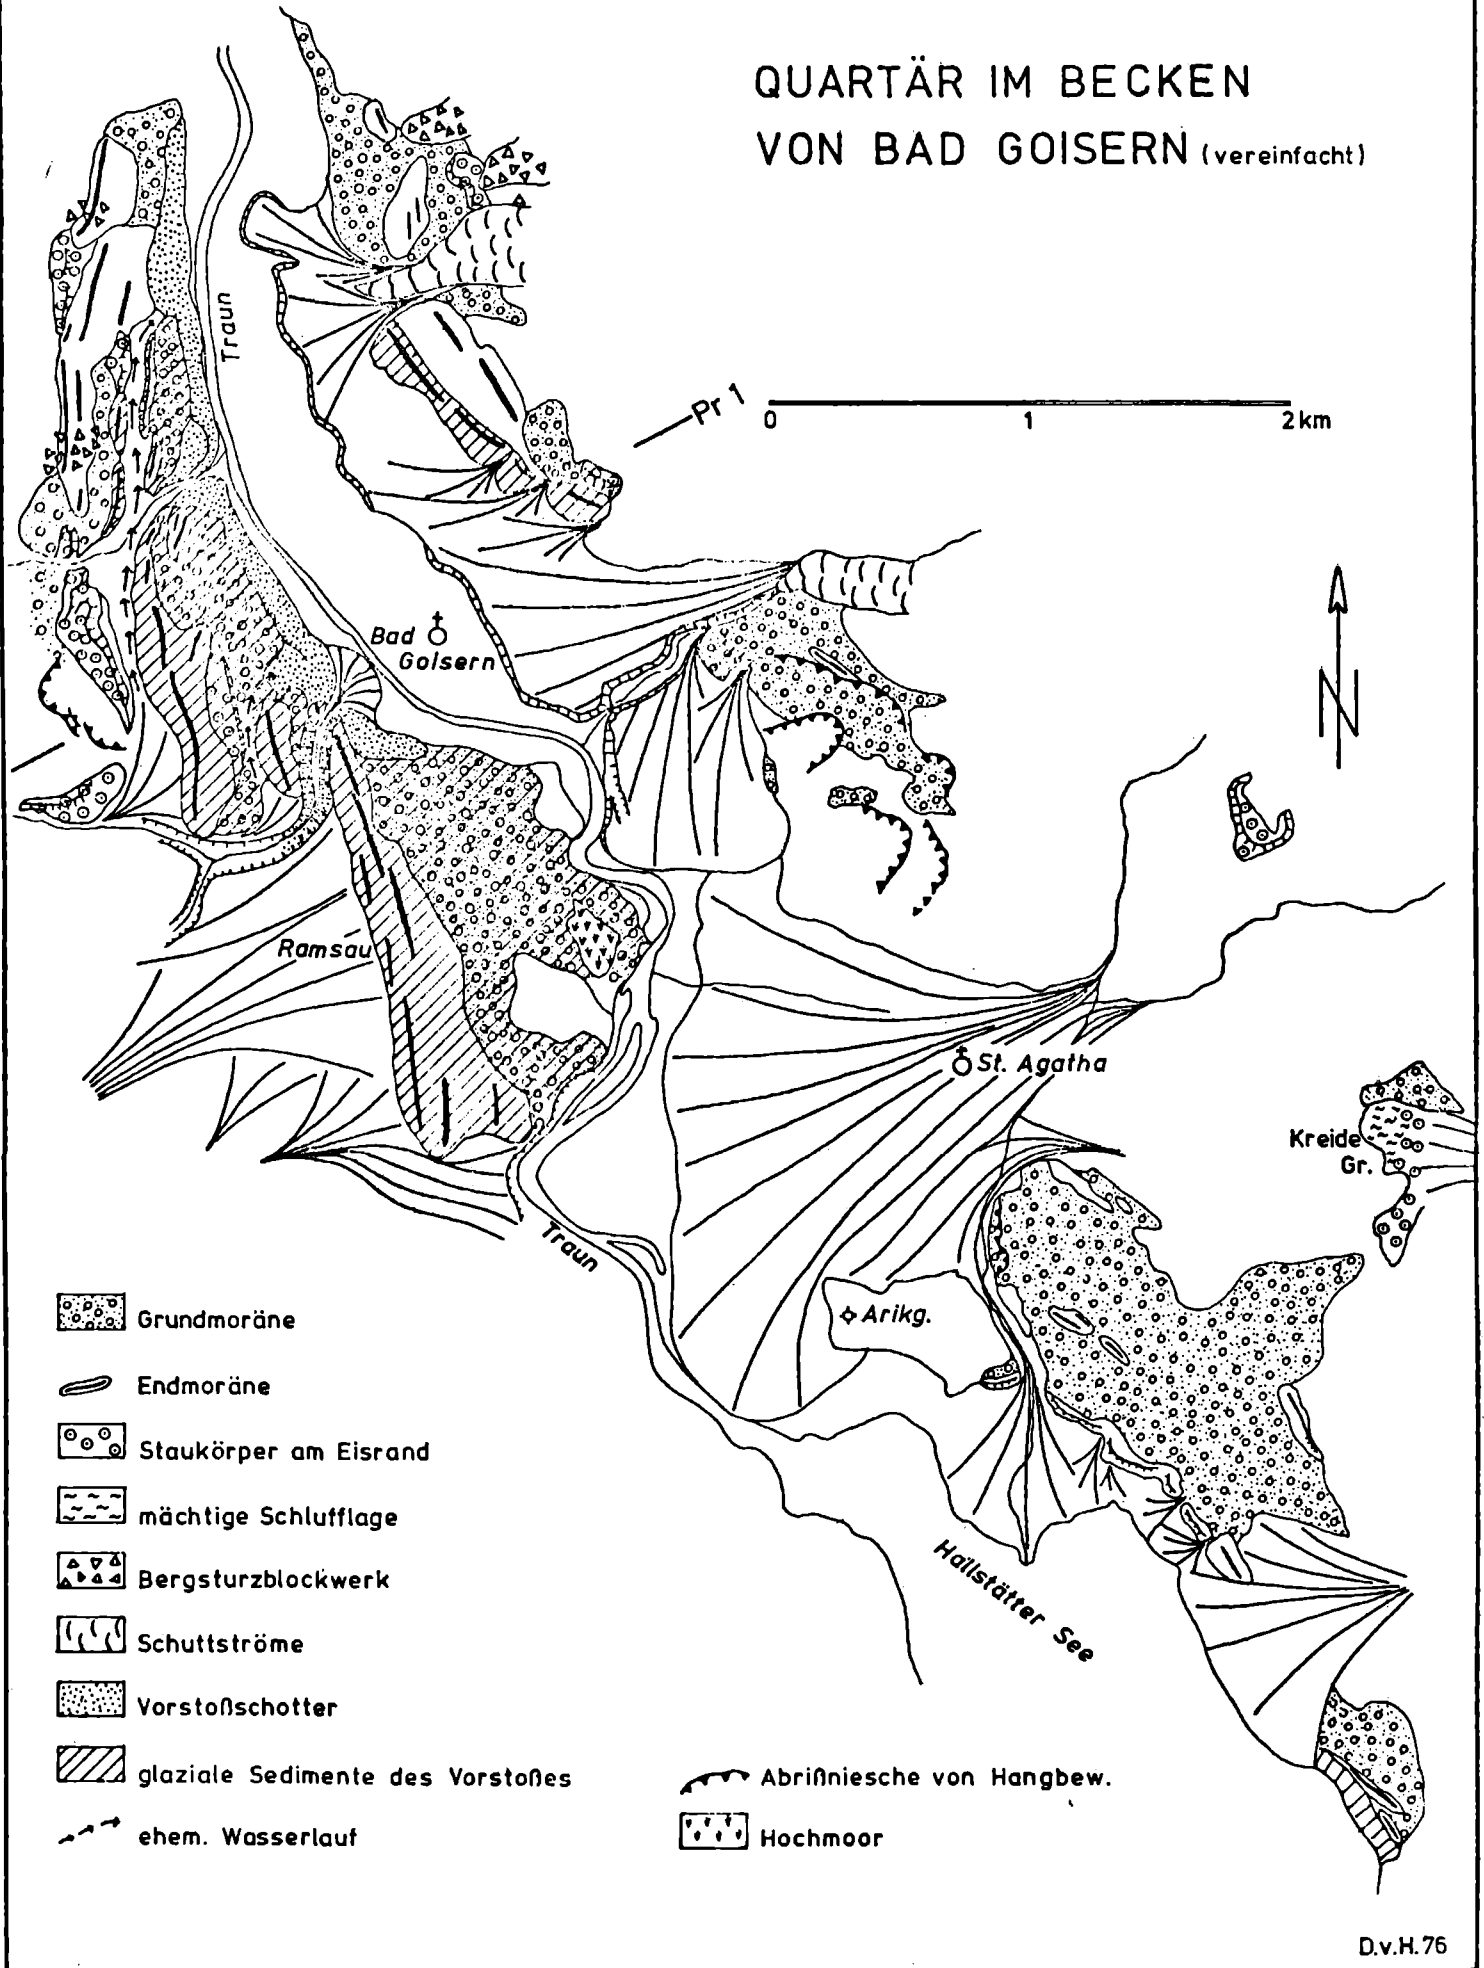 QUARTÄR IM BECKEN
VON BAD GOISERN (vereinfacht)
Traun
Pr 1
0 1 2km
Bad
Goisern
N
Ramsau
St. Agatha
Kreide
Gr.
Traun
Arikg.
Hallstätter See
Grundmoräne
Endmoräne
Staukörper am Eisrand
mächtige Schlufflage
Bergsturzblockwerk
Schuttströme
Vorstoßschotter
glaziale Sedimente des Vorstoßes
ehem. Wasserlauf
Abrißniesche von Hangbew.
Hochmoor
D.v.H.76